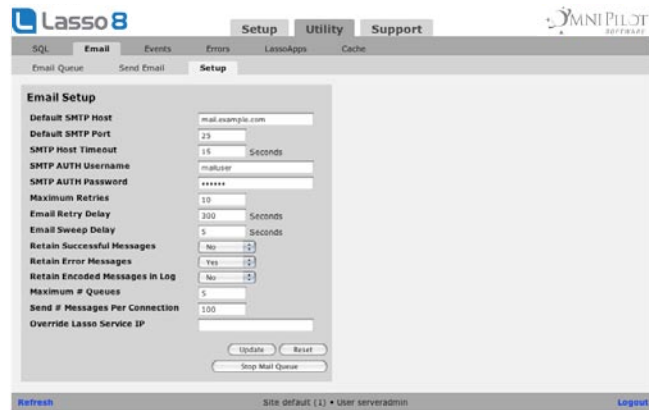 Lasso 8
Setup Utility Support
OMNIPILOT
SOFTWARE
SQL Email Events Errors LassoApps Cache
Email Queue Send Email Setup
Email Setup
Default SMTP Host mail.example.com
Default SMTP Port 25
SMTP Host Timeout 15 Seconds
SMTP AUTH Username mailuser
SMTP AUTH Password ••••••
Maximum Retries 10
Email Retry Delay 300 Seconds
Email Sweep Delay 5 Seconds
Retain Successful Messages No
Retain Error Messages Yes
Retain Encoded Messages in Log No
Maximum # Queues 5
Send # Messages Per Connection 100
Override Lasso Service IP
Update Reset
Stop Mail Queue
Refresh Site default (1) • User serveradmin Logout